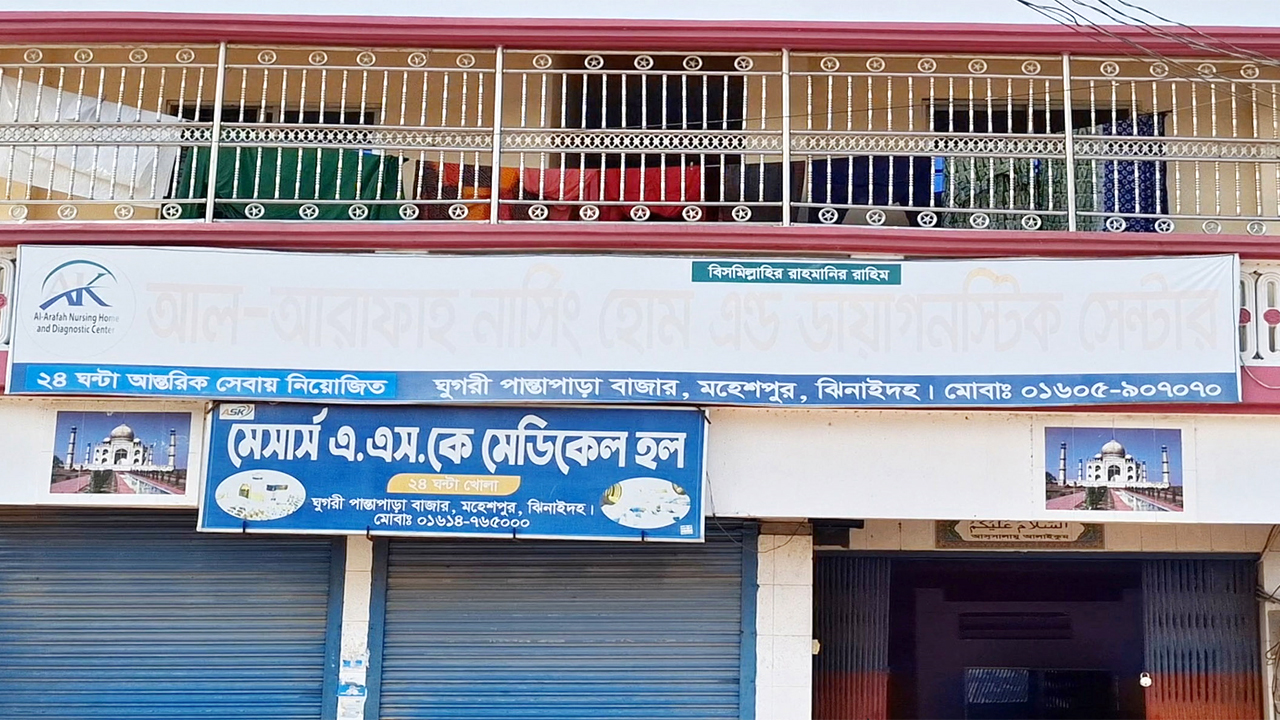 বিসমিল্লাহির রাহমানির রাহিম
AK
Al-Arafah Nursing Home
and Diagnostic Center
আল-আরাফাহ নার্সিং হোম এন্ড ডায়াগনস্টিক সেন্টার
২৪ ঘন্টা আন্তরিক সেবায় নিয়োজিত
ঘুগরী পান্তাপাড়া বাজার, মহেশপুর, ঝিনাইদহ। মোবাঃ ০১৬০৫-৯০৭০৭০
ASK
মেসার্স এ.এস.কে মেডিকেল হল
২৪ ঘন্টা খোলা
ঘুগরী পান্তাপাড়া বাজার, মহেশপুর, ঝিনাইদহ।
মোবাঃ ০১৬১৪-৭৬৫০০০
السلام عليكم
আসসালামু আলাইকুম